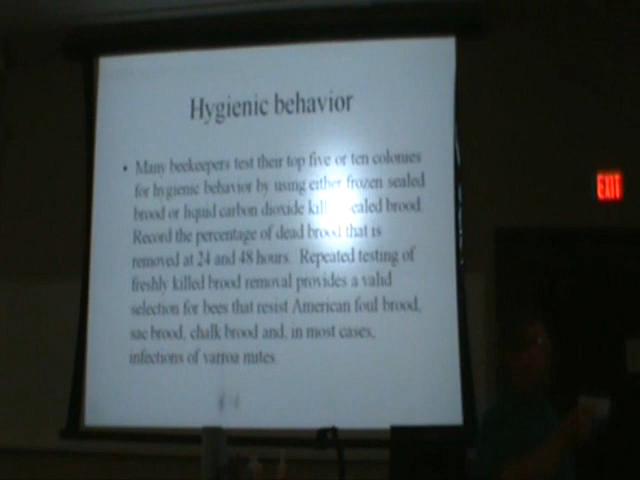 Hygienic behavior
• Many beekeepers test their top five or ten colonies
for hygienic behavior by using either frozen sealed
brood or liquid carbon dioxide killed sealed brood.
Record the percentage of dead brood that is
removed at 24 and 48 hours. Repeated testing of
freshly killed brood removal provides a valid
selection for bees that resist American foul brood,
sac brood, chalk brood and, in most cases,
infections of varroa mites.
EXIT